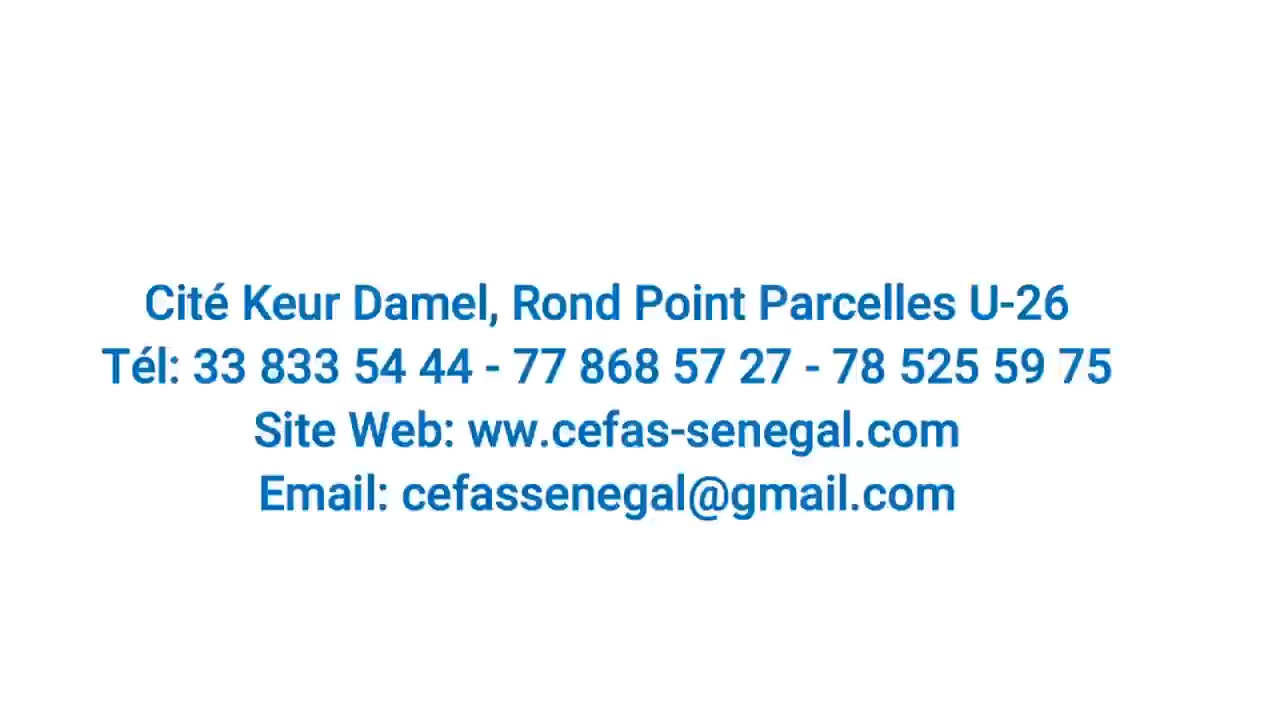 Cité Keur Damel, Rond Point Parcelles U-26
Tél: 33 833 54 44 - 77 868 57 27 - 78 525 59 75
Site Web: ww.cefas-senegal.com
Email: cefassenegal@gmail.com